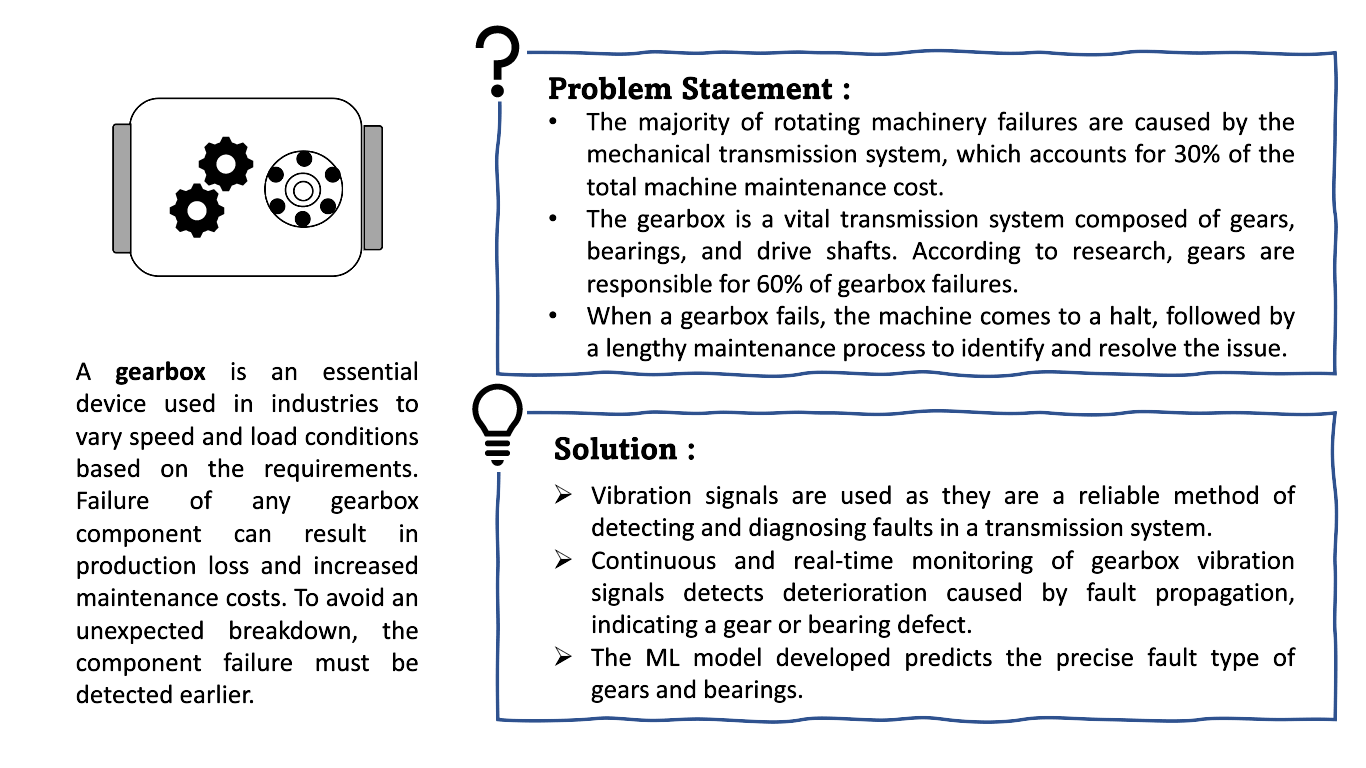 A gearbox is an essential
device used in industries to
vary speed and load conditions
based on the requirements.
Failure of any gearbox
component can result in
production loss and increased
maintenance costs. To avoid an
unexpected breakdown, the
component failure must be
detected earlier.
Problem Statement :
• The majority of rotating machinery failures are caused by the
mechanical transmission system, which accounts for 30% of the
total machine maintenance cost.
• The gearbox is a vital transmission system composed of gears,
bearings, and drive shafts. According to research, gears are
responsible for 60% of gearbox failures.
• When a gearbox fails, the machine comes to a halt, followed by
a lengthy maintenance process to identify and resolve the issue.
Solution :
➢ Vibration signals are used as they are a reliable method of
detecting and diagnosing faults in a transmission system.
➢ Continuous and real-time monitoring of gearbox vibration
signals detects deterioration caused by fault propagation,
indicating a gear or bearing defect.
➢ The ML model developed predicts the precise fault type of
gears and bearings.